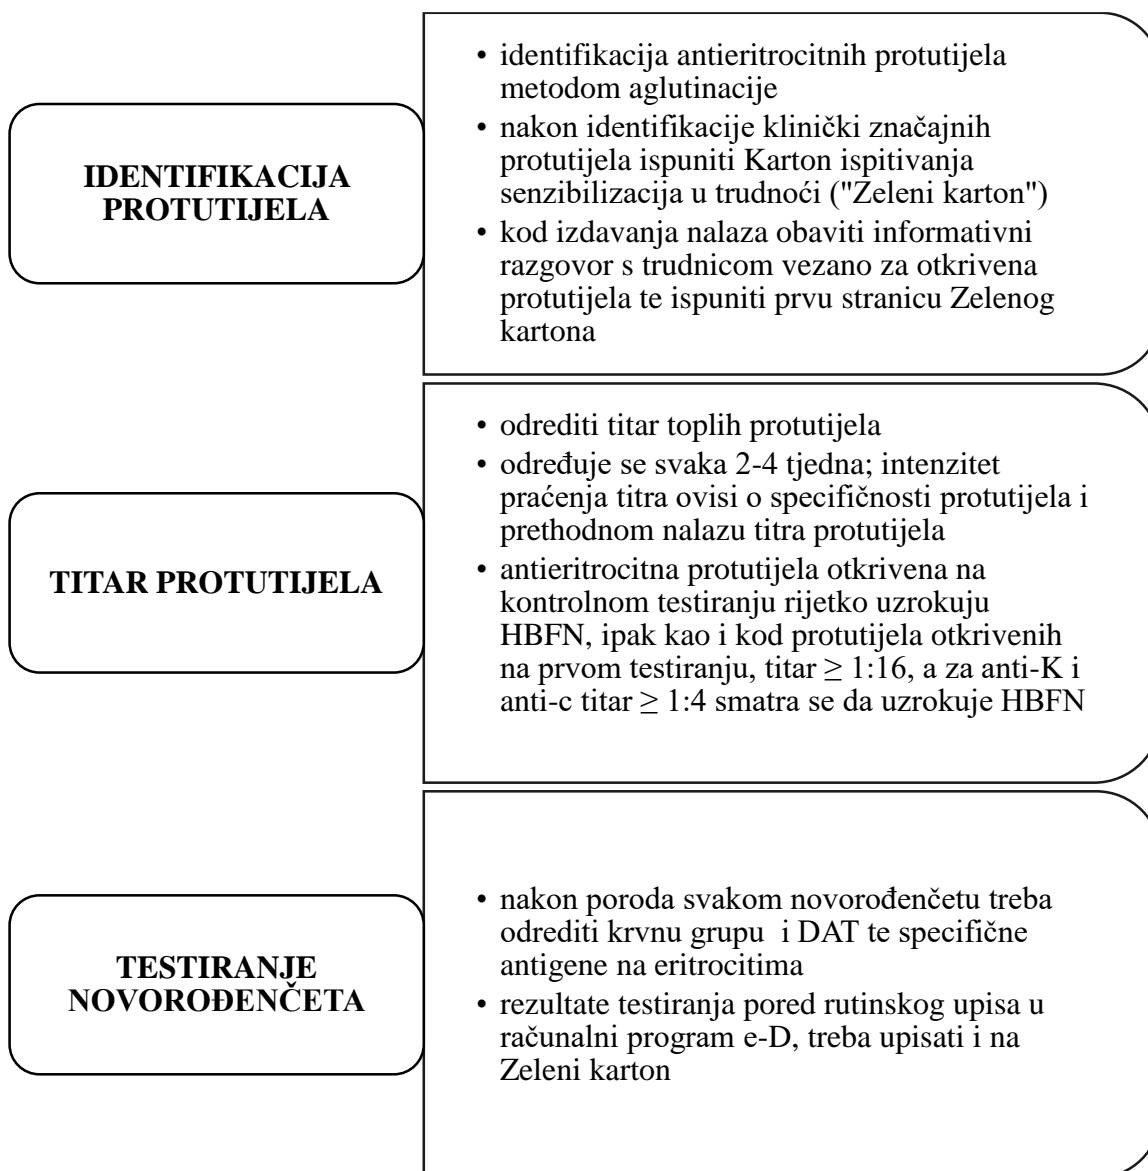 IDENTIFIKACIJA
PROTUTIJELA
• identifikacija antieritrocitnih protutijela
metodom aglutinacije
• nakon identifikacije klinički značajnih
protutijela ispuniti Karton ispitivanja
senzibilizacija u trudnoći ("Zeleni karton")
• kod izdavanja nalaza obaviti informativni
razgovor s trudnicom vezano za otkrivena
protutijela te ispuniti prvu stranicu Zelenog
kartona
TITAR PROTUTIJELA
• odrediti titar toplih protutijela
• određuje se svaka 2-4 tjedna; intenzitet
praćenja titra ovisi o specifičnosti protutijela i
prethodnom nalazu titra protutijela
• antieritrocitna protutijela otkrivena na
kontrolnom testiranju rijetko uzrokuju
HBFN, ipak kao i kod protutijela otkrivenih
na prvom testiranju, titar ≥ 1:16, a za anti-K i
anti-c titar ≥ 1:4 smatra se da uzrokuje HBFN
TESTIRANJE
NOVOROĐENČETA
• nakon poroda svakom novorođenčetu treba
odrediti krvnu grupu i DAT te specifične
antigene na eritrocitima
• rezultate testiranja pored rutinskog upisa u
računalni program e-D, treba upisati i na
Zeleni karton